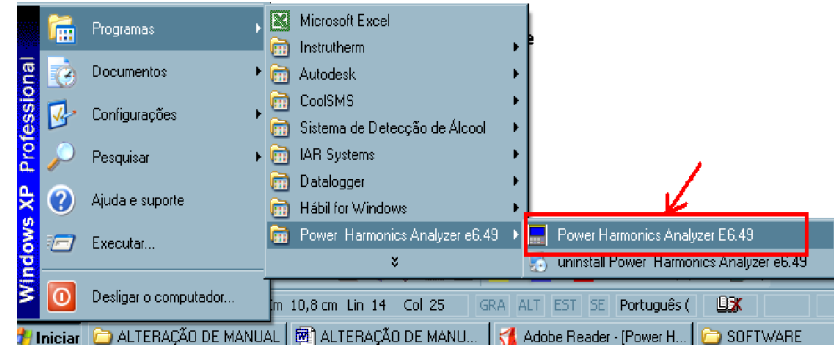 Windows XP Professional
Programas
Documentos
Configurações
Pesquisar
Ajuda e suporte
Executar...
Desligar o computador...
Microsoft Excel
Instrutherm
Autodesk
CoolSMS
Sistema de Detecção de Álcool
IAR Systems
Datalogger
Hábil for Windows
Power Harmonics Analyzer e6.49
Power Harmonics Analyzer E6.49
uninstall Power Harmonics Analyzer e6.49
m 10,8 cm Lin 14 Col 25 GRA ALT EST SE Português (
Iniciar ALTERAÇÃO DE MANUAL ALTERAÇÃO DE MANU... Adobe Reader - [Power H... SOFTWARE